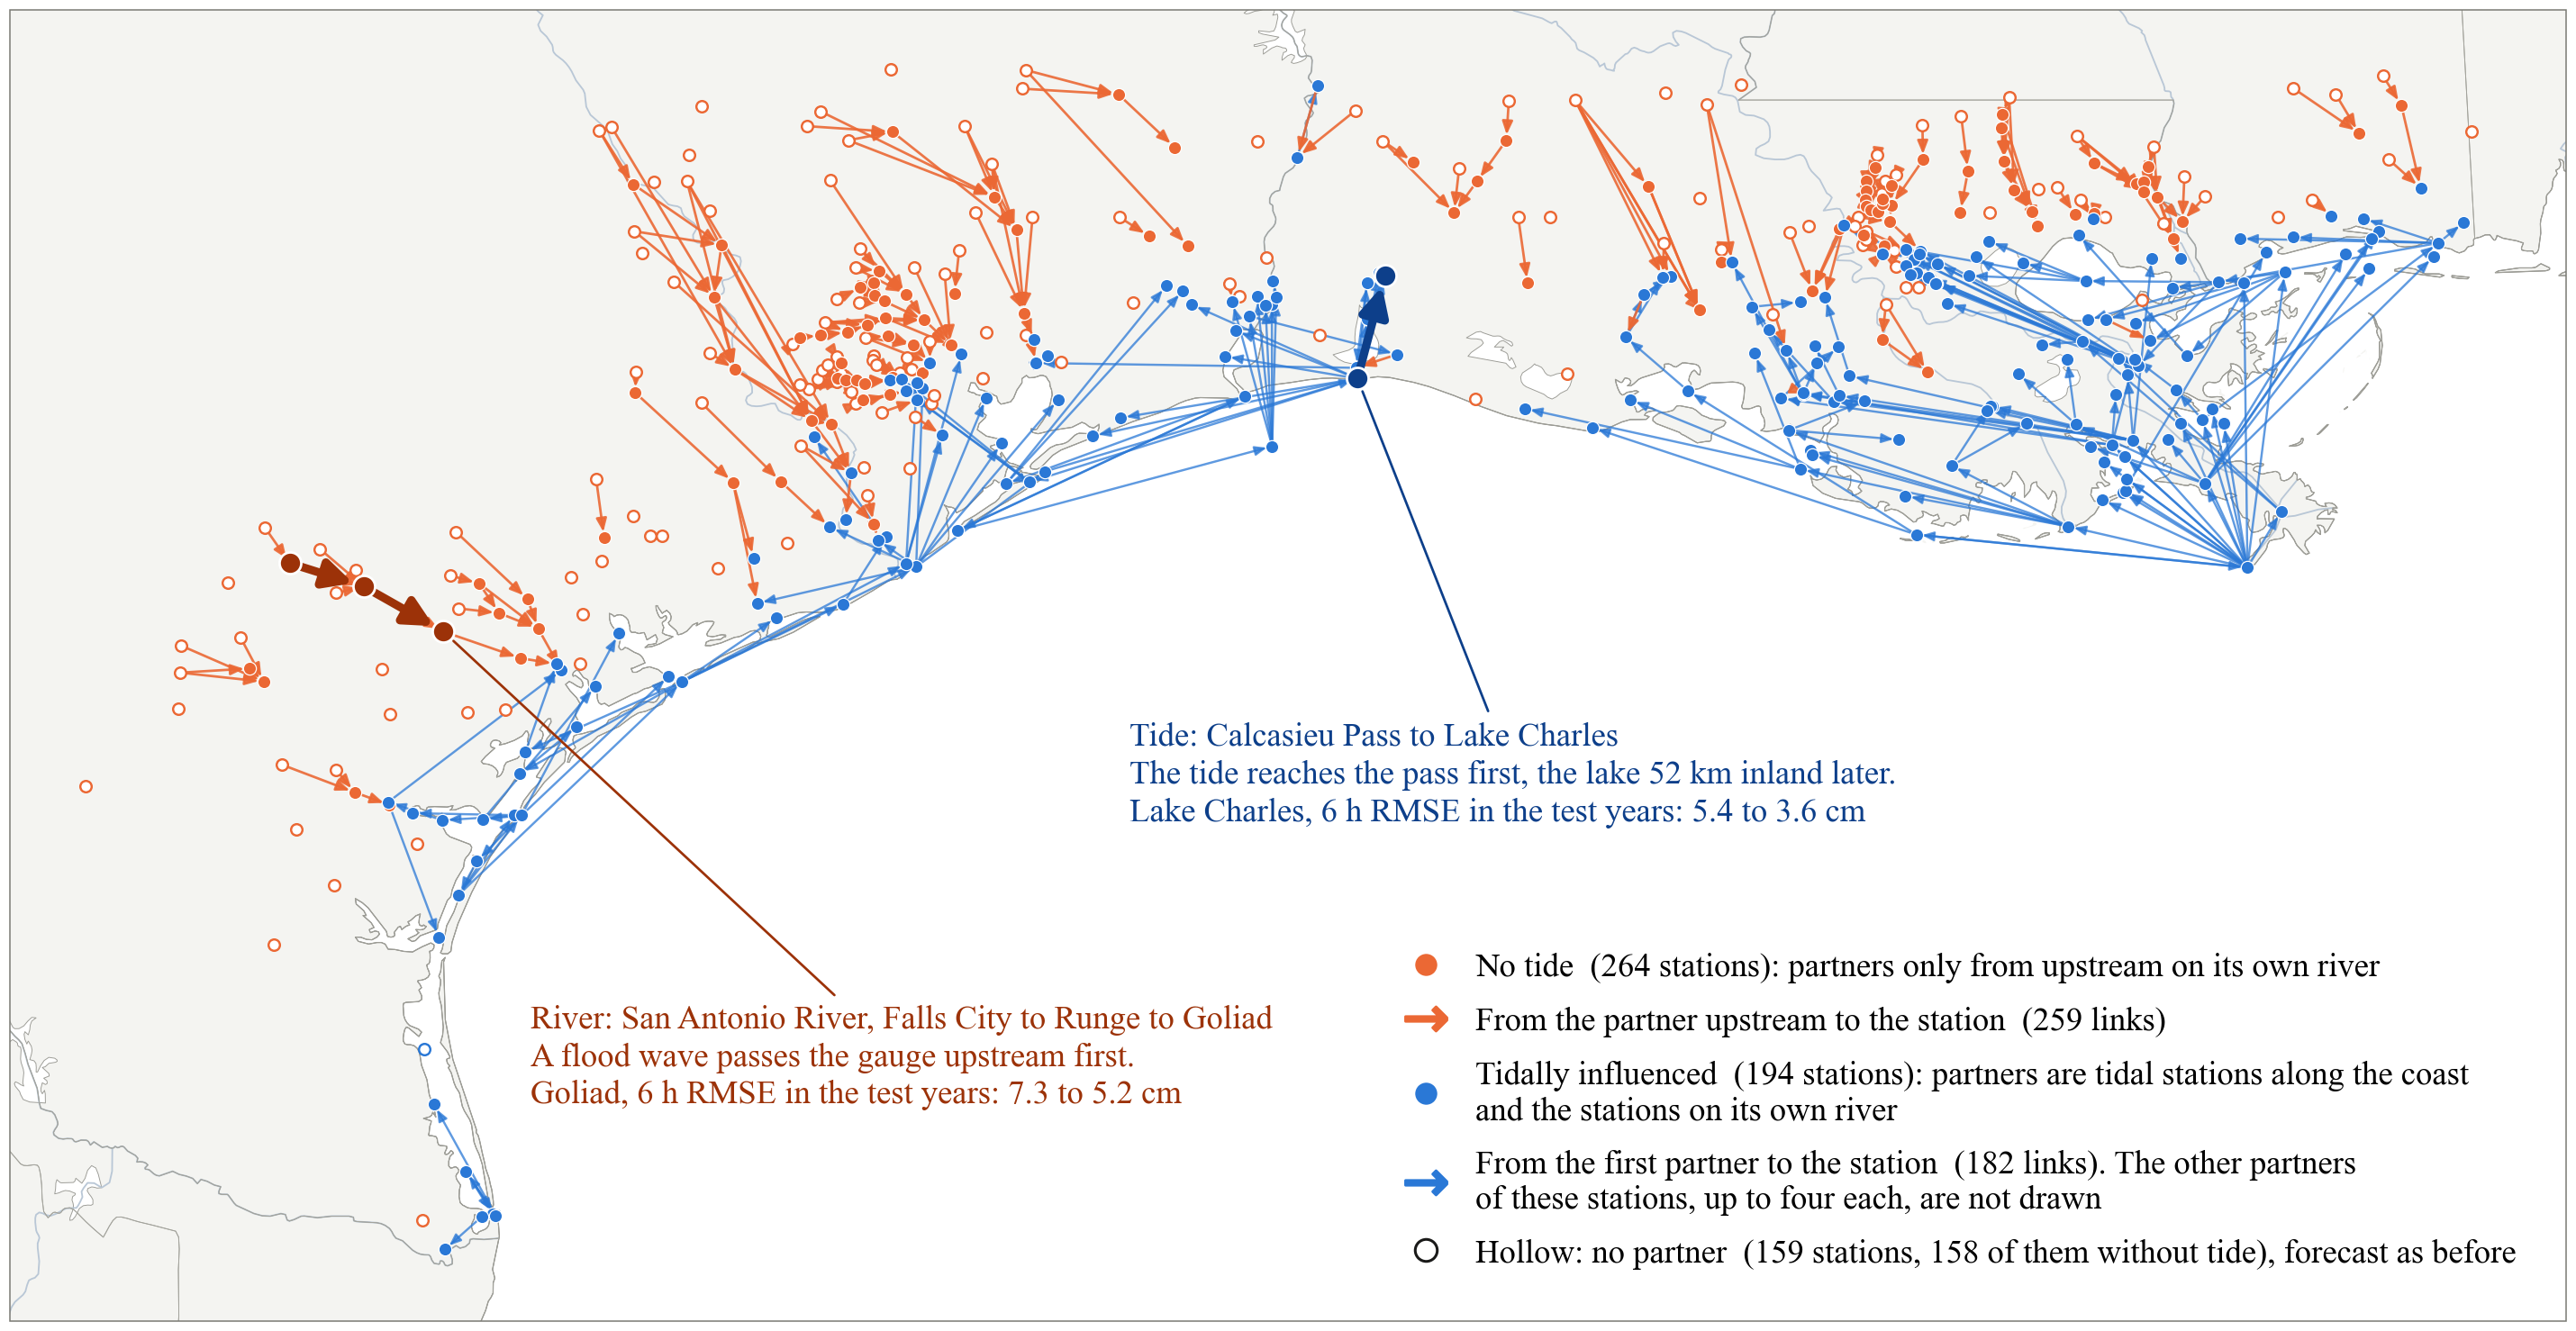 Tide: Calcasieu Pass to Lake Charles
The tide reaches the pass first, the lake 52 km inland later.
Lake Charles, 6 h RMSE in the test years: 5.4 to 3.6 cm
River: San Antonio River, Falls City to Runge to Goliad
A flood wave passes the gauge upstream first.
Goliad, 6 h RMSE in the test years: 7.3 to 5.2 cm
No tide (264 stations): partners only from upstream on its own river
From the partner upstream to the station (259 links)
Tidally influenced (194 stations): partners are tidal stations along the coast
and the stations on its own river
From the first partner to the station (182 links). The other partners
of these stations, up to four each, are not drawn
Hollow: no partner (159 stations, 158 of them without tide), forecast as before